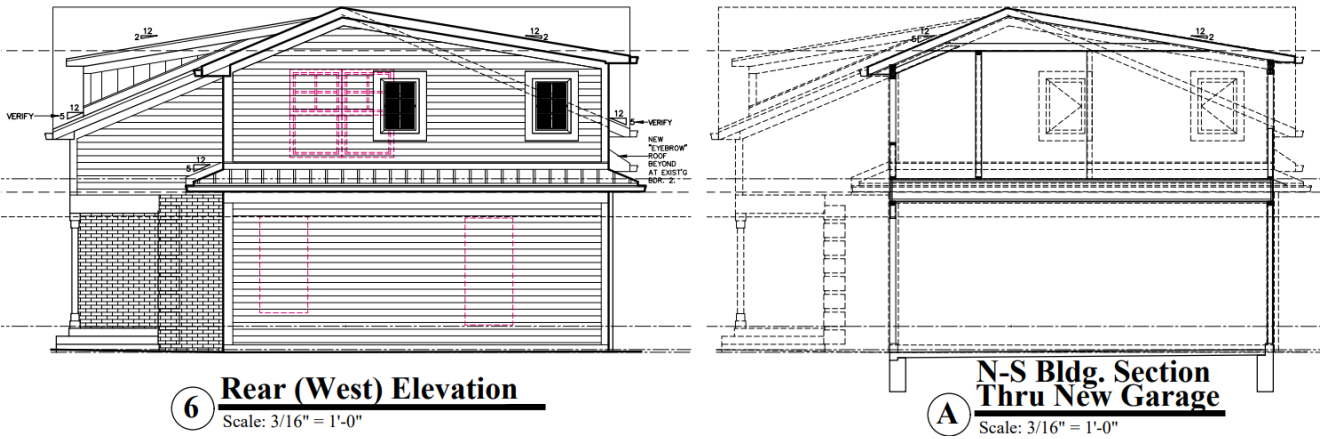 12
2
12
2
12
5
VERIFY
12
5
VERIFY
NEW
"EYEBROW"
ROOF
BEYOND
AT EXIST'G
BDR. 2.
12
5
6
Rear (West) Elevation
Scale: 3/16" = 1'-0"
12
5
12
2
A
N-S Bldg. Section
Thru New Garage
Scale: 3/16" = 1'-0"